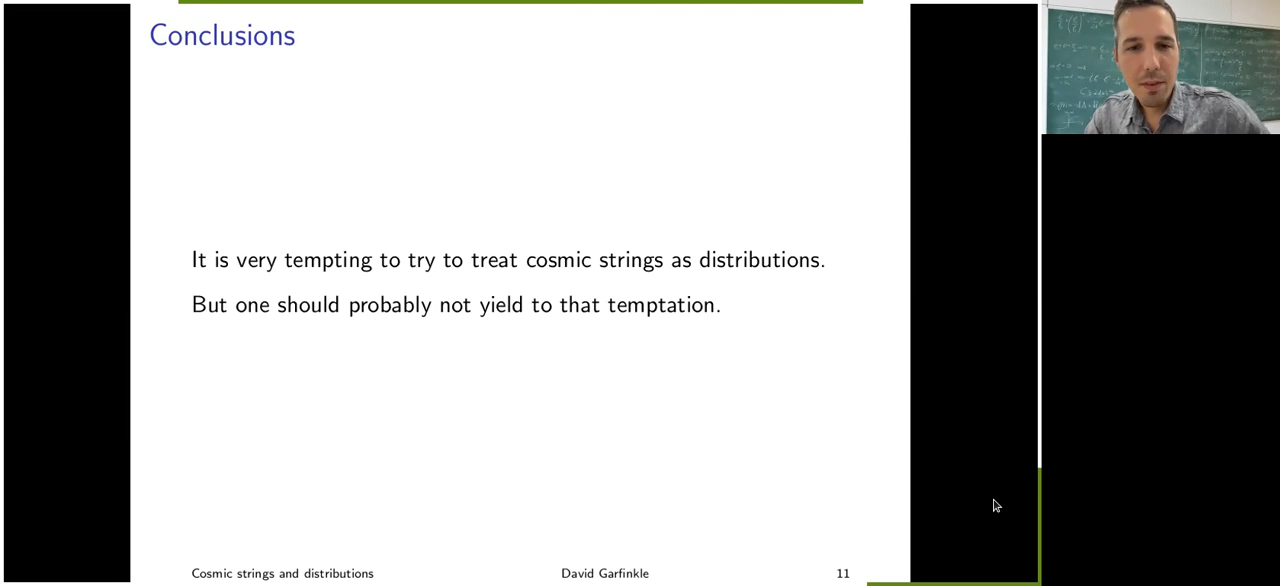 Conclusions
It is very tempting to try to treat cosmic strings as distributions.
But one should probably not yield to that temptation.
Cosmic strings and distributions David Garfinkle 11